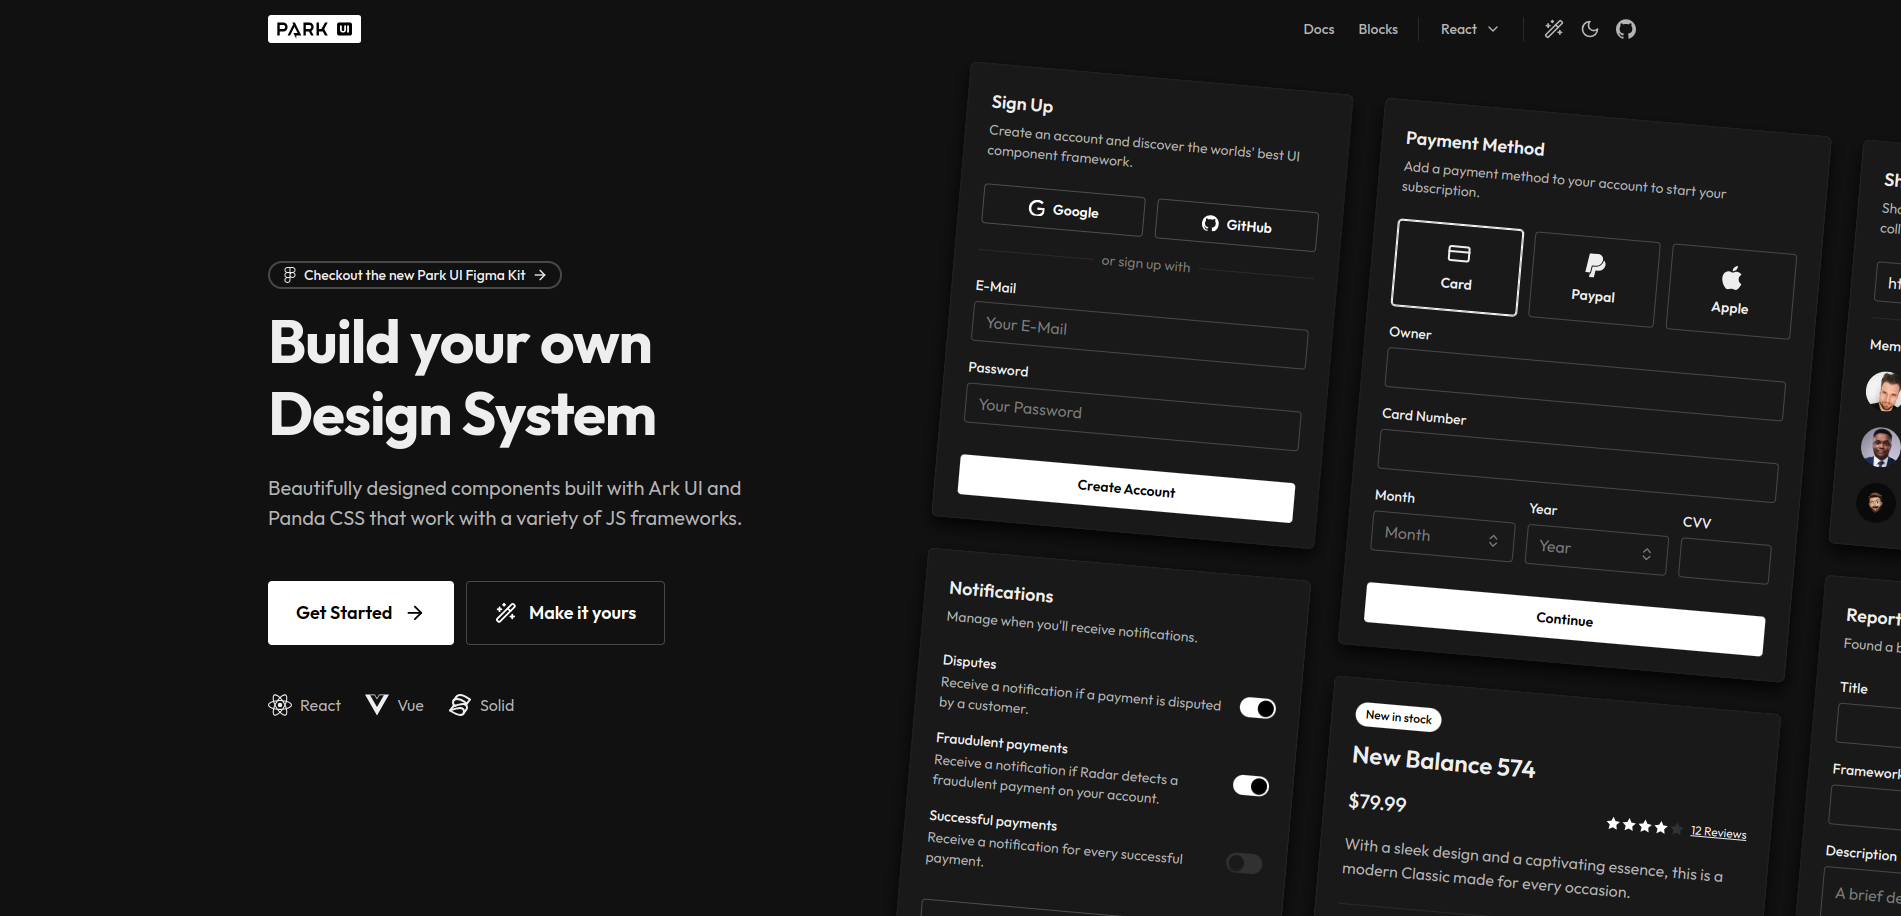 PARK UI
Docs
Blocks
React
Checkout the new Park UI Figma Kit
Build your own
Design System
Beautifully designed components built with Ark UI and
Panda CSS that work with a variety of JS frameworks.
Get Started
Make it yours
React
Vue
Solid
Sign Up
Create an account and discover the worlds' best UI
component framework.
Google
GitHub
or sign up with
E-Mail
Your E-Mail
Password
Your Password
Create Account
Notifications
Manage when you'll receive notifications.
Disputes
Receive a notification if a payment is disputed
by a customer.
Fraudulent payments
Receive a notification if Radar detects a
fraudulent payment on your account.
Successful payments
Receive a notification for every successful
payment.
Payment Method
Add a payment method to your account to start your
subscription.
Card
Paypal
Apple
Owner
Card Number
Month
Year
CVV
Month
Year
Continue
New in stock
New Balance 574
$79.99
12 Reviews
With a sleek design and a captivating essence, this is a
modern Classic made for every occasion.
Report
Found a b
Title
Framework
Description
A brief de